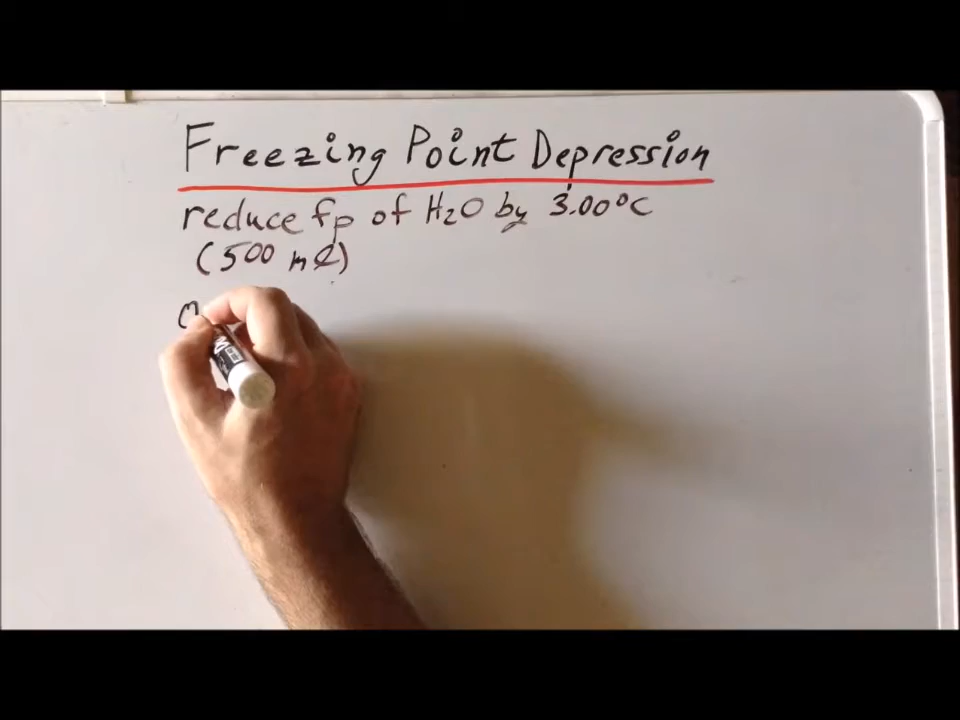 Freezing Point Depression
reduce fp of H₂O by 3.00°C
(500 mL)